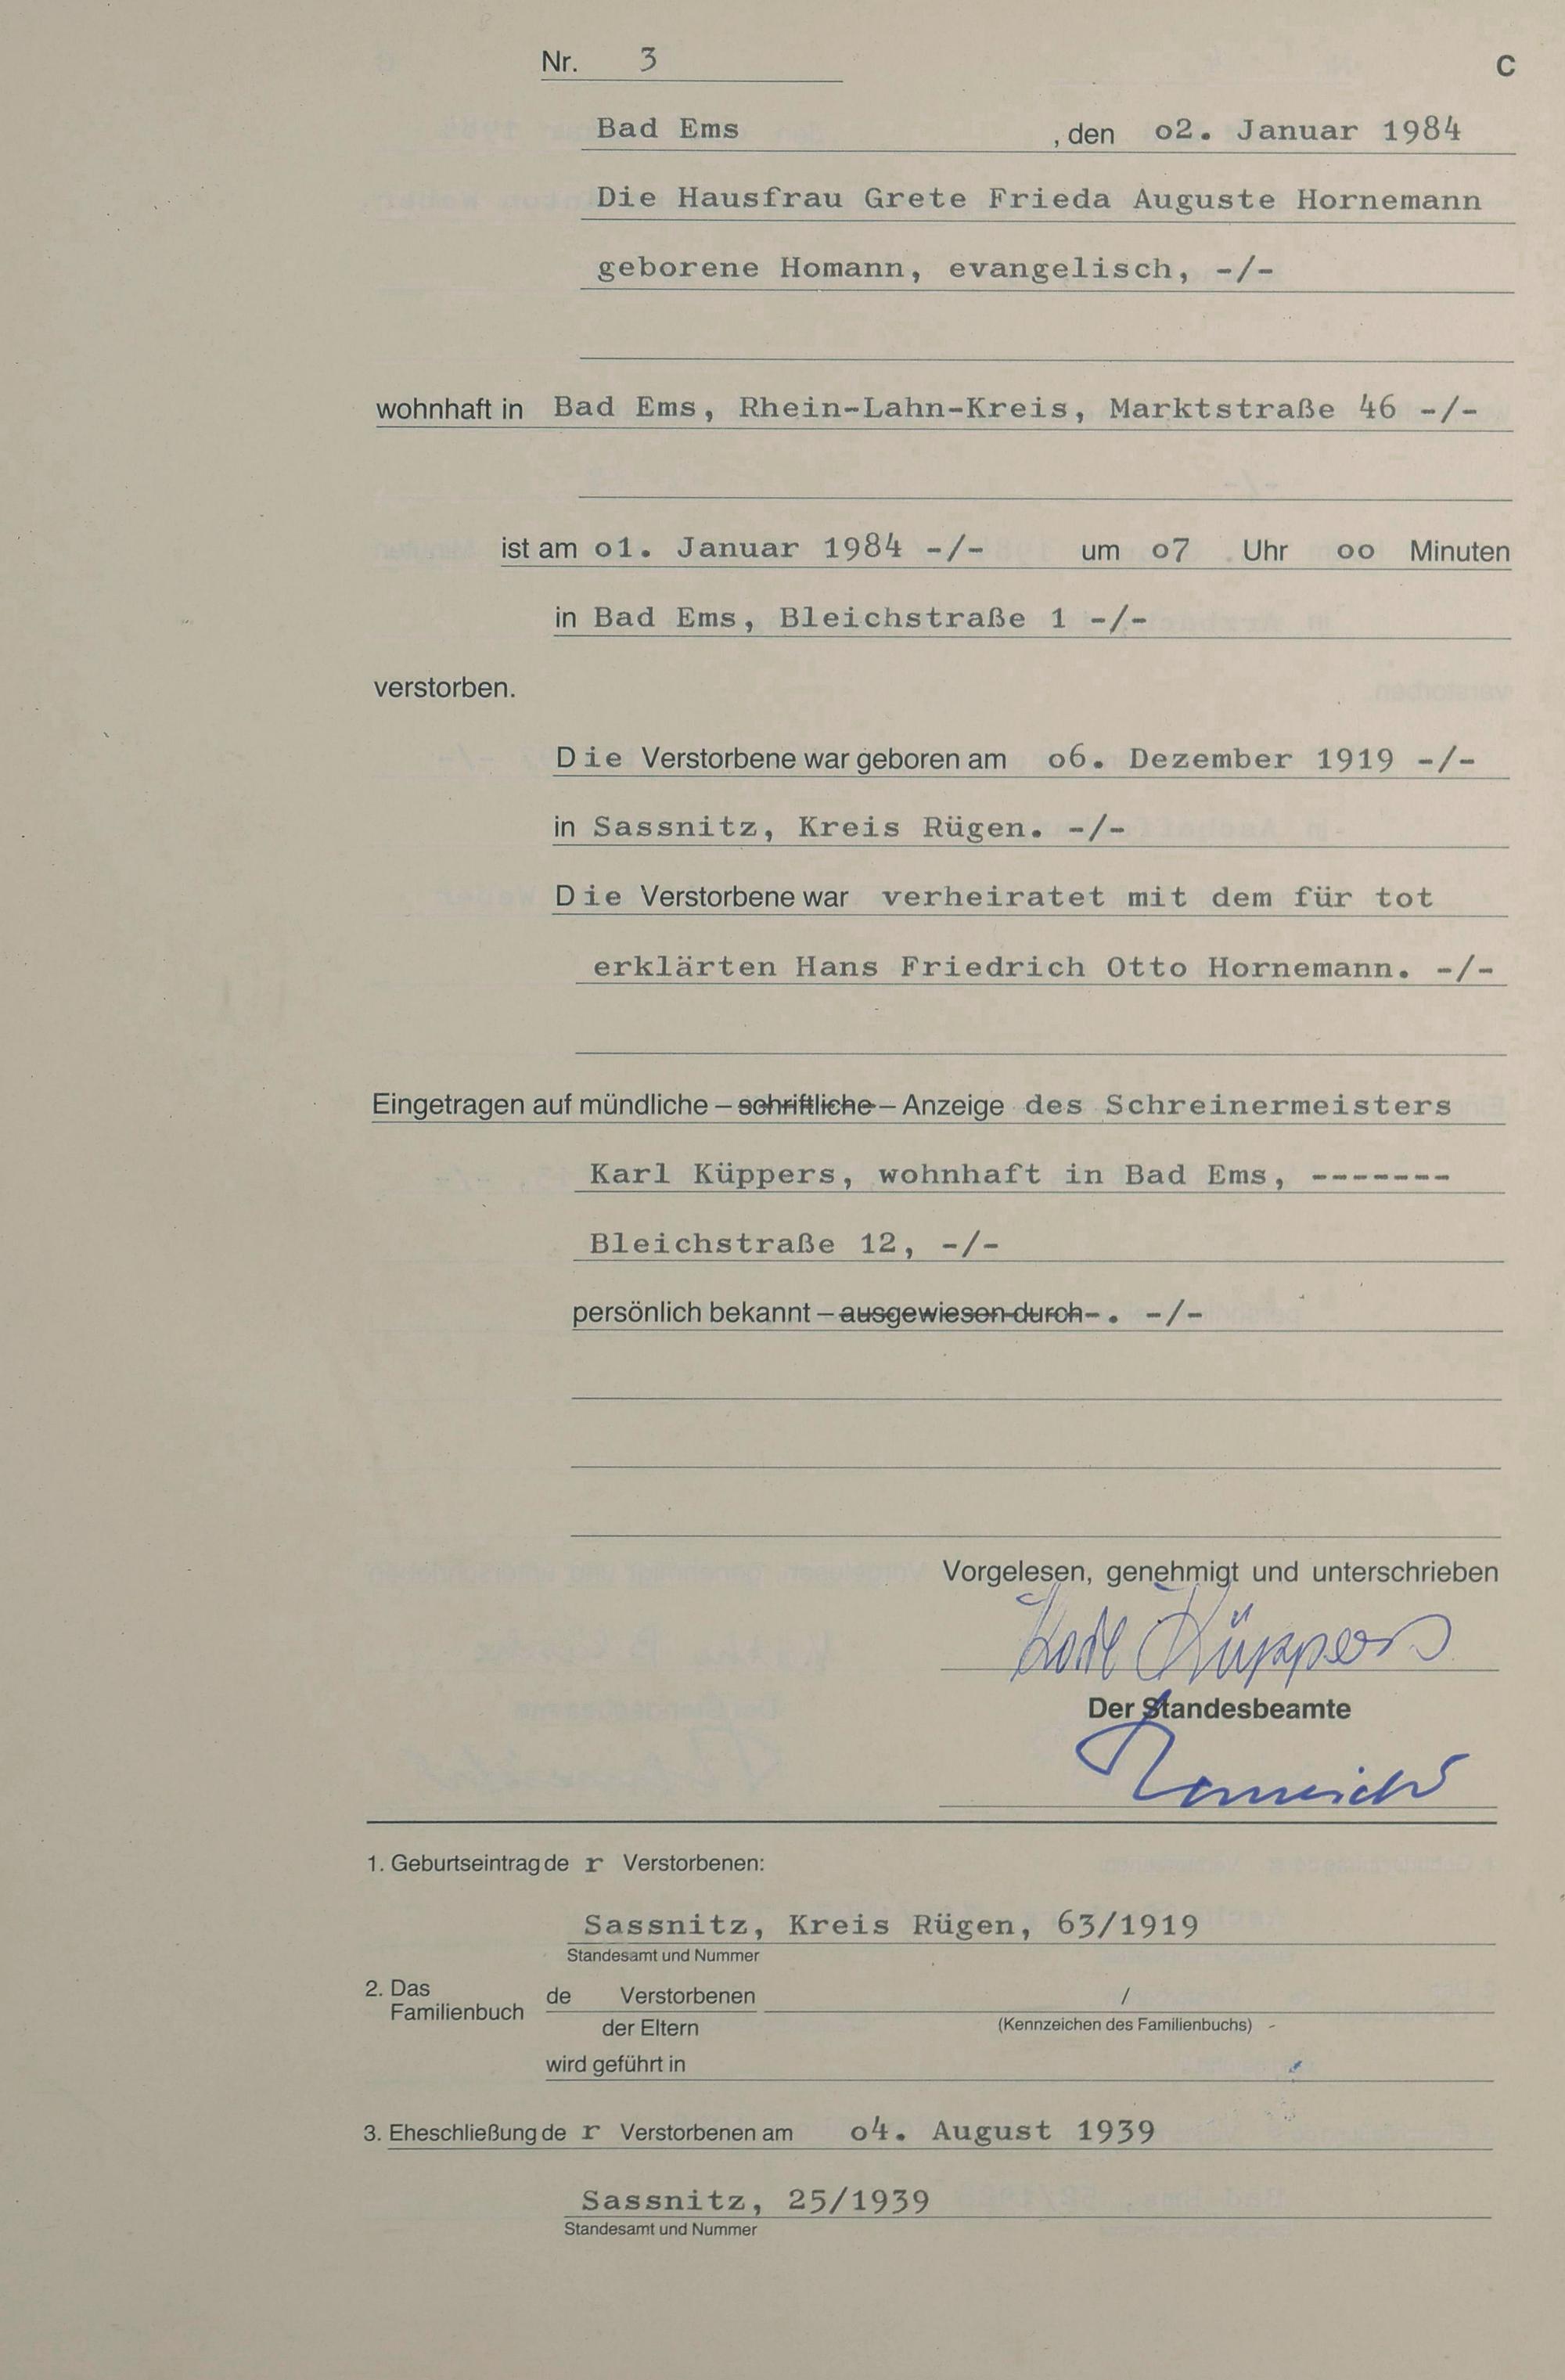 Nr. 3 C
Bad Ems , den o2. Januar 1984
Die Hausfrau Grete Frieda Auguste Hornemann
geborene Homann, evangelisch, -/-
wohnhaft in Bad Ems, Rhein-Lahn-Kreis, Marktstraße 46 -/-
ist am o1. Januar 1984 -/- um o7 Uhr oo Minuten
in Bad Ems, Bleichstraße 1 -/-
verstorben.
Die Verstorbene war geboren am o6. Dezember 1919 -/-
in Sassnitz, Kreis Rügen. -/-
Die Verstorbene war verheiratet mit dem für tot
erklärten Hans Friedrich Otto Hornemann. -/-
Eingetragen auf mündliche – schriftliche – Anzeige des Schreinermeisters
Karl Küppers, wohnhaft in Bad Ems, -------
Bleichstraße 12, -/-
persönlich bekannt – ausgewiesen durch - . -/-
Vorgelesen, genehmigt und unterschrieben
Karl Küppers
Der Standesbeamte
1. Geburtseintrag de r Verstorbenen:
Sassnitz, Kreis Rügen, 63/1919
Standesamt und Nummer
2. Das Familienbuch de Verstorbenen /
der Eltern (Kennzeichen des Familienbuchs)
wird geführt in
3. Eheschließung de r Verstorbenen am o4. August 1939
Sassnitz, 25/1939
Standesamt und Nummer